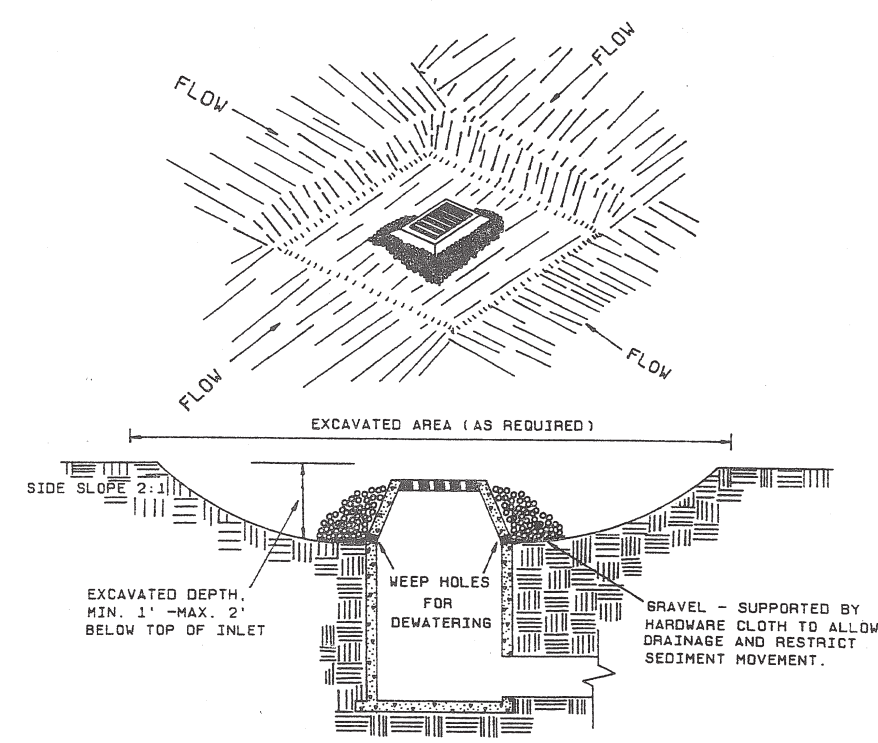 FLOW
FLOW
FLOW
FLOW
EXCAVATED AREA (AS REQUIRED)
SIDE SLOPE 2:1
EXCAVATED DEPTH,
MIN. 1' -MAX. 2'
BELOW TOP OF INLET
WEEP HOLES
FOR
DEWATERING
GRAVEL - SUPPORTED BY
HARDWARE CLOTH TO ALLOW
DRAINAGE AND RESTRICT
SEDIMENT MOVEMENT.